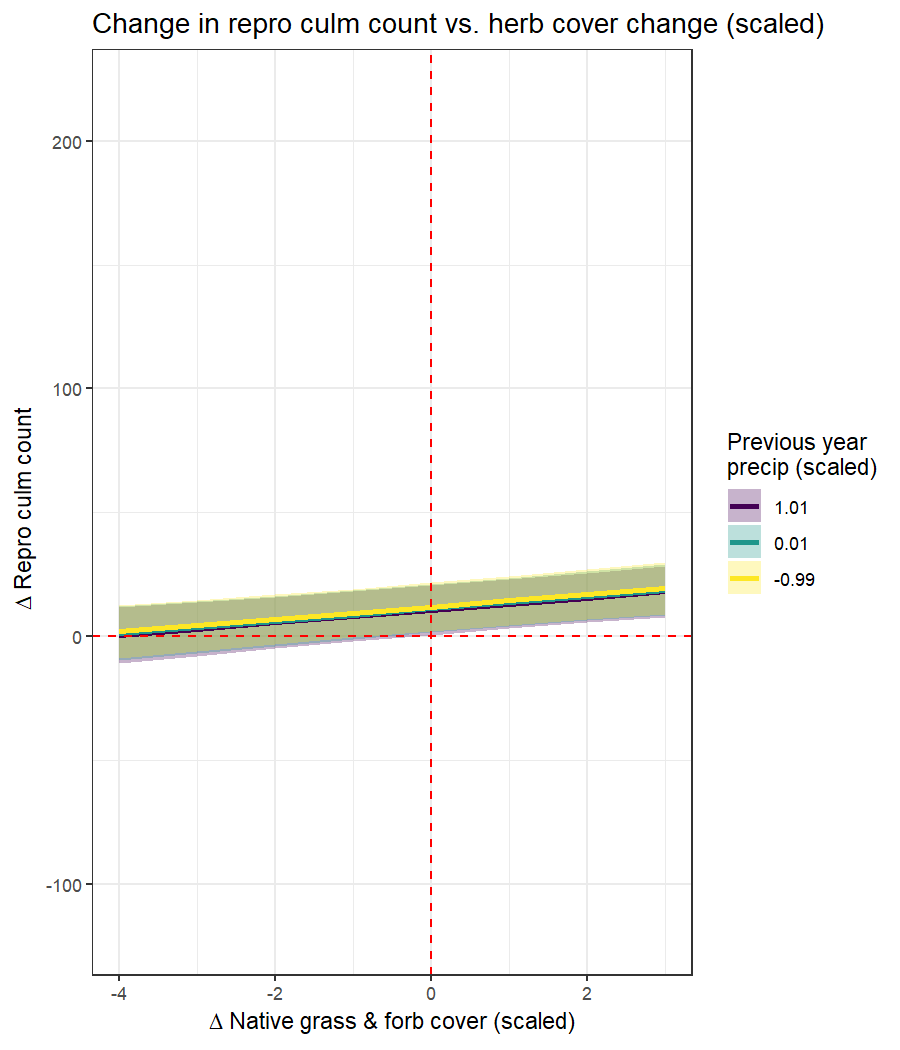 Change in repro culm count vs. herb cover change (scaled)
200
100
0
-100
Δ Repro culm count
-4
-2
0
2
Δ Native grass & forb cover (scaled)
Previous year
precip (scaled)
1.01
0.01
-0.99